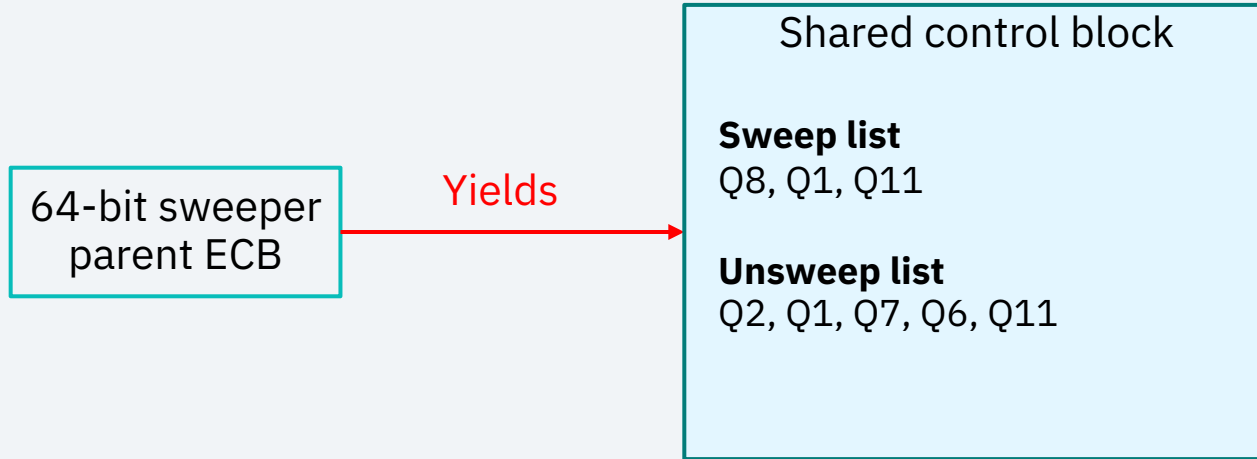 Shared control block
Sweep list
Q8, Q1, Q11
64-bit sweeper
parent ECB
Yields
Unsweep list
Q2, Q1, Q7, Q6, Q11